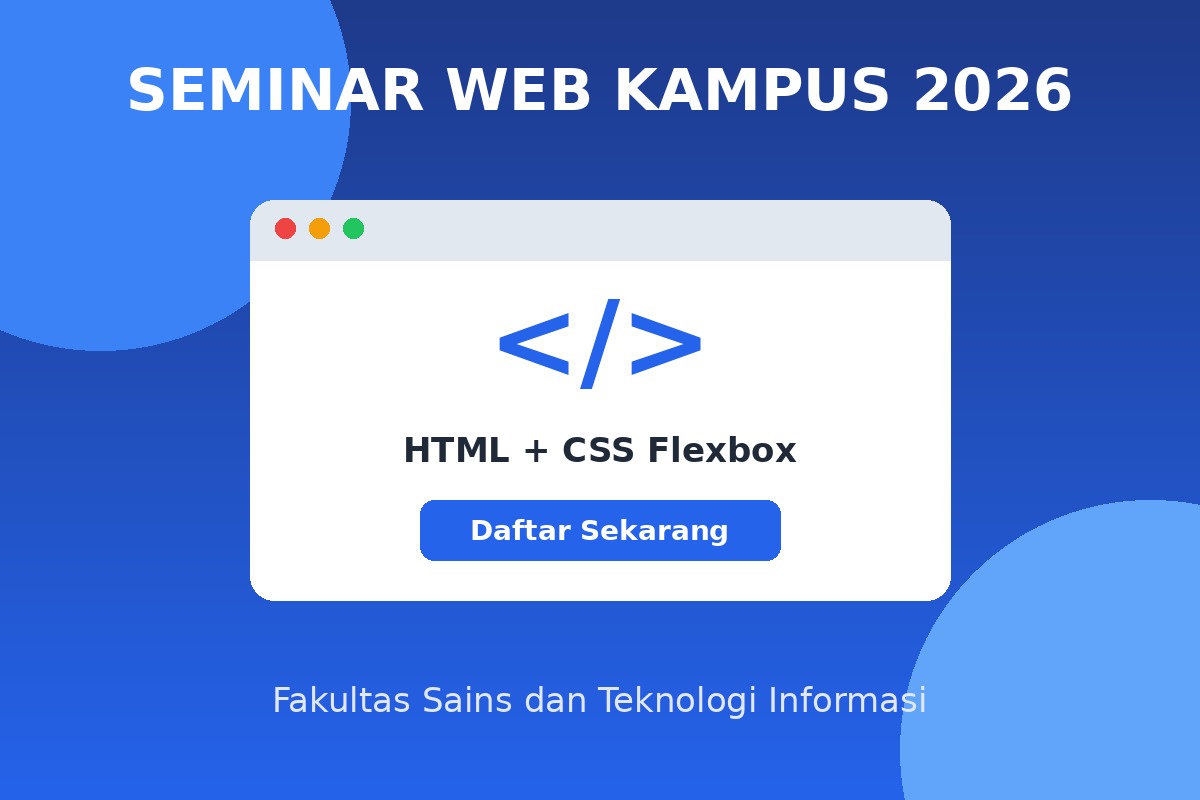 SEMINAR WEB KAMPUS 2026
</>
HTML + CSS Flexbox
Daftar Sekarang
Fakultas Sains dan Teknologi Informasi